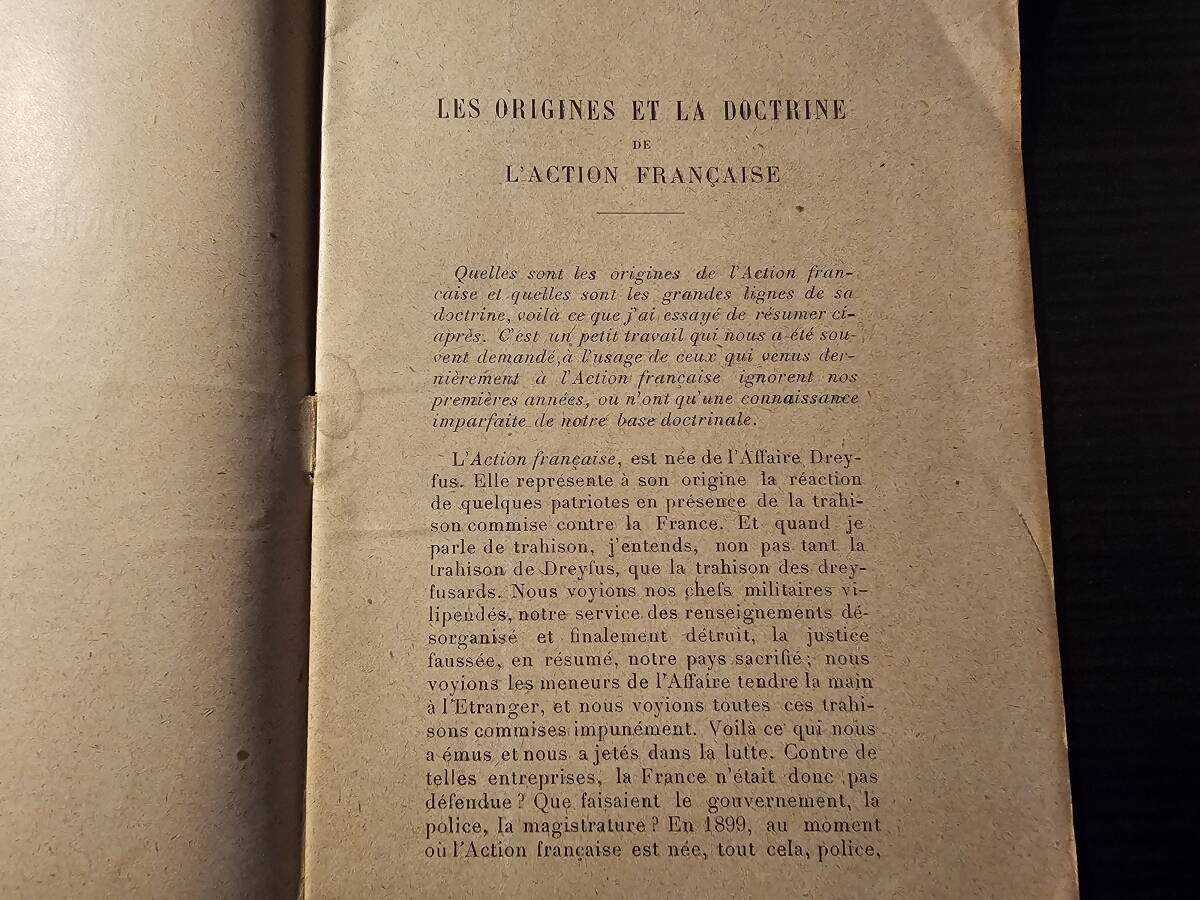 LES ORIGINES ET LA DOCTRINE
DE
L'ACTION FRANÇAISE
Quelles sont les origines de l'Action fran-
çaise et quelles sont les grandes lignes de sa
doctrine, voilà ce que j'ai essayé de résumer ci-
après. C'est un petit travail qui nous a été sou-
vent demandé, à l'usage de ceux qui venus der-
nièrement à l'Action française ignorent nos
premières années, ou n'ont qu'une connaissance
imparfaite de notre base doctrinale.
L'Action française, est née de l'Affaire Drey-
fus. Elle représente à son origine la réaction
de quelques patriotes en présence de la trahi-
son commise contre la France. Et quand je
parle de trahison, j'entends, non pas tant la
trahison de Dreyfus, que la trahison des drey-
fusards. Nous voyions nos chefs militaires vi-
lipendés, notre service des renseignements dé-
sorganisé et finalement détruit, la justice
faussée, en résumé, notre pays sacrifié; nous
voyions les meneurs de l'Affaire tendre la main
à l'Etranger, et nous voyions toutes ces trahi-
sons commises impunément. Voilà ce qui nous
a émus et nous a jetés dans la lutte. Contre de
telles entreprises, la France n'était donc pas
défendue? Que faisaient le gouvernement, la
police, la magistrature? En 1899, au moment
où l'Action française est née, tout cela, police,